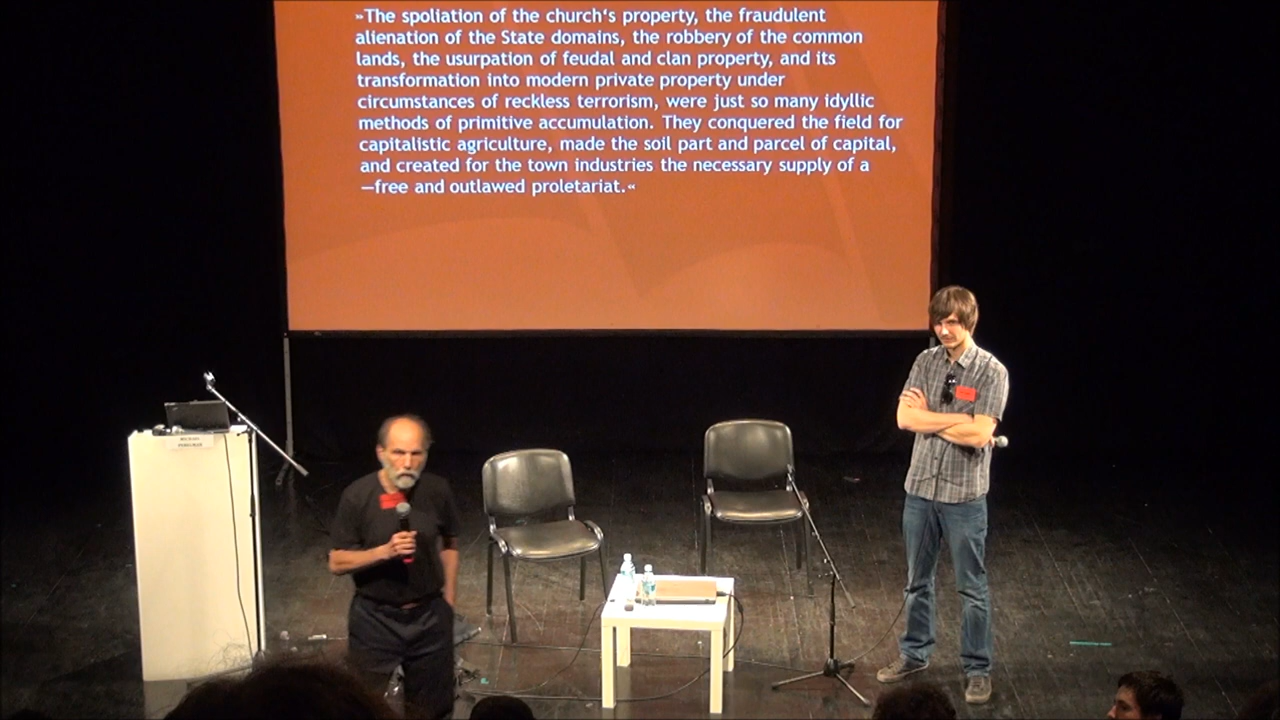 »The spoliation of the church‘s property, the fraudulent
alienation of the State domains, the robbery of the common
lands, the usurpation of feudal and clan property, and its
transformation into modern private property under
circumstances of reckless terrorism, were just so many idyllic
methods of primitive accumulation. They conquered the field for
capitalistic agriculture, made the soil part and parcel of capital,
and created for the town industries the necessary supply of a
—free and outlawed proletariat.«
MICHAEL
PERELMAN